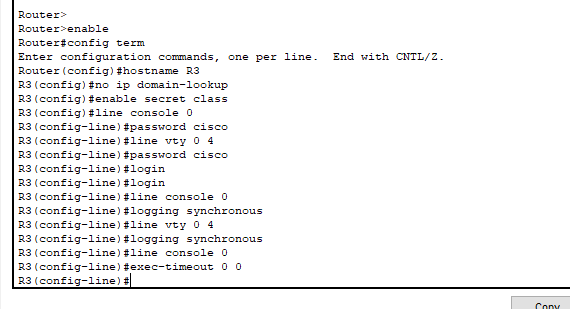 Router>
Router>enable
Router#config term
Enter configuration commands, one per line.  End with CNTL/Z.
Router(config)#hostname R3
R3(config)#no ip domain-lookup
R3(config)#enable secret class
R3(config)#line console 0
R3(config-line)#password cisco
R3(config-line)#line vty 0 4
R3(config-line)#password cisco
R3(config-line)#login
R3(config-line)#login
R3(config-line)#line console 0
R3(config-line)#logging synchronous
R3(config-line)#line vty 0 4
R3(config-line)#logging synchronous
R3(config-line)#line console 0
R3(config-line)#exec-timeout 0 0
R3(config-line)#
Copy